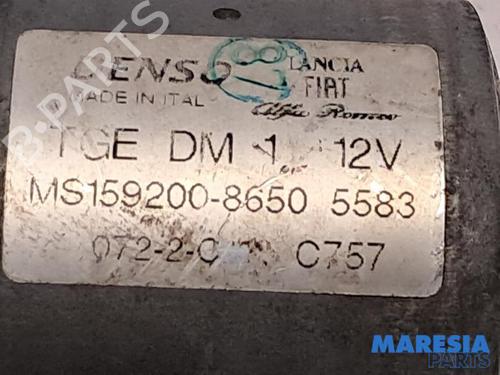 DENSO
LANCIA
FIAT
Alfa Romeo
MADE IN ITAL
TGE DM 1 12V
MS159200-8650 5583
072-2-C C757
B-PARTS
MARESIA
PARTS